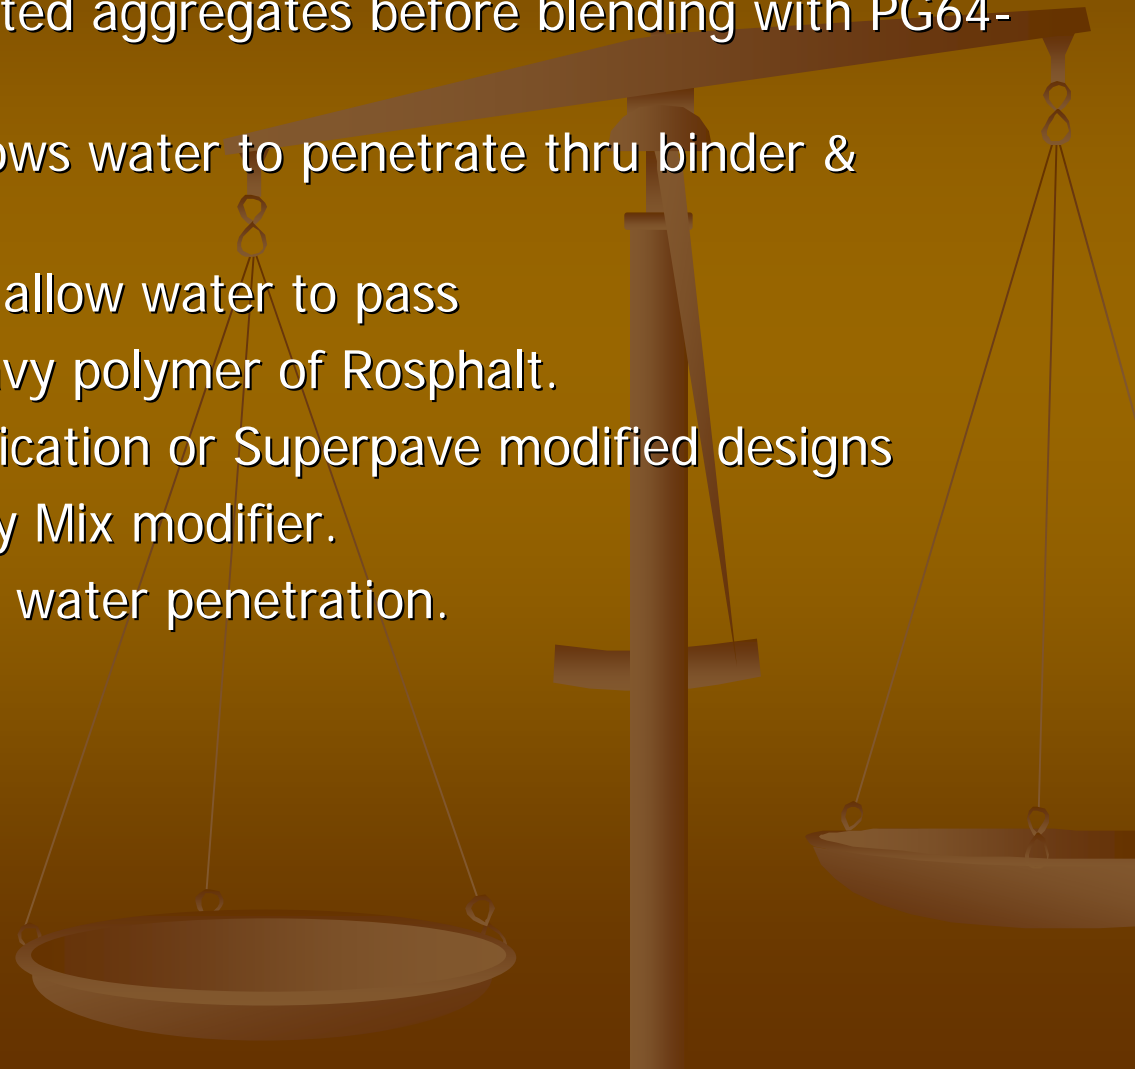 ted aggregates before blending with PG64-
ows water to penetrate thru binder &
allow water to pass
avy polymer of Rosphalt.
ication or Superpave modified designs
y Mix modifier.
water penetration.